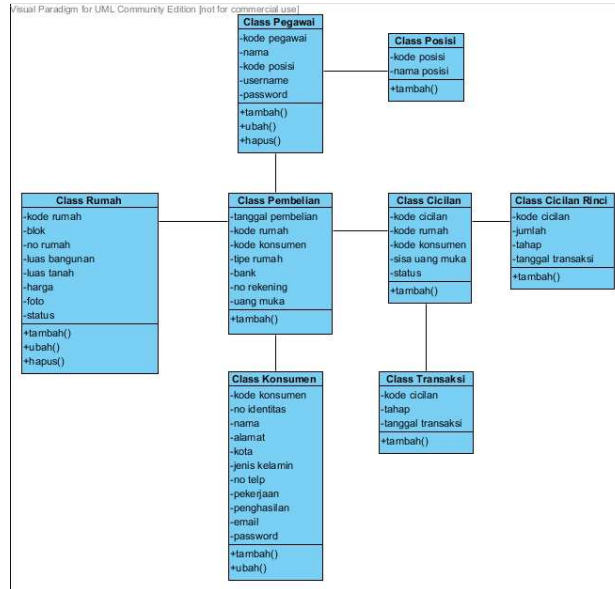 Visual Paradigm for UML Community Edition [not for commercial use]
Class Pegawai
-kode pegawai
-nama
-kode posisi
-username
-password
+tambah()
+ubah()
+hapus()
Class Posisi
-kode posisi
-nama posisi
+tambah()
Class Rumah
-kode rumah
-blok
-no rumah
-luas bangunan
-luas tanah
-harga
-foto
-status
+tambah()
+ubah()
+hapus()
Class Pembelian
-tanggal pembelian
-kode rumah
-kode konsumen
-tipe rumah
-bank
-no rekening
-uang muka
+tambah()
Class Cicilan
-kode cicilan
-kode rumah
-kode konsumen
-sisa uang muka
-status
+tambah()
Class Cicilan Rinci
-kode cicilan
-jumlah
-tahap
-tanggal transaksi
+tambah()
Class Konsumen
-kode konsumen
-no identitas
-nama
-alamat
-kota
-jenis kelamin
-no telp
-pekerjaan
-penghasilan
-email
-password
+tambah()
+ubah()
Class Transaksi
-kode cicilan
-tahap
-tanggal transaksi
+tambah()